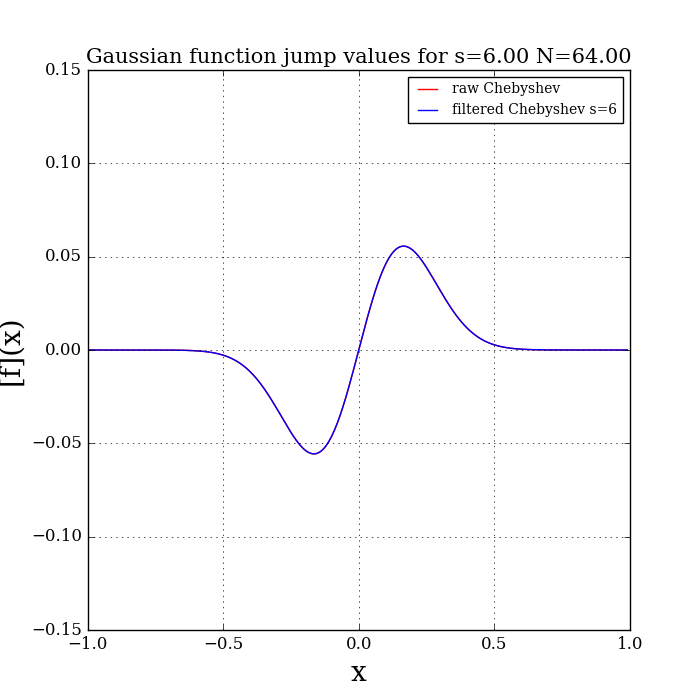 Gaussian function jump values for s=6.00 N=64.00
raw Chebyshev
filtered Chebyshev s=6
0.15
0.10
0.05
0.00
−0.05
−0.10
−0.15
[f](x)
−1.0 −0.5 0.0 0.5 1.0
x